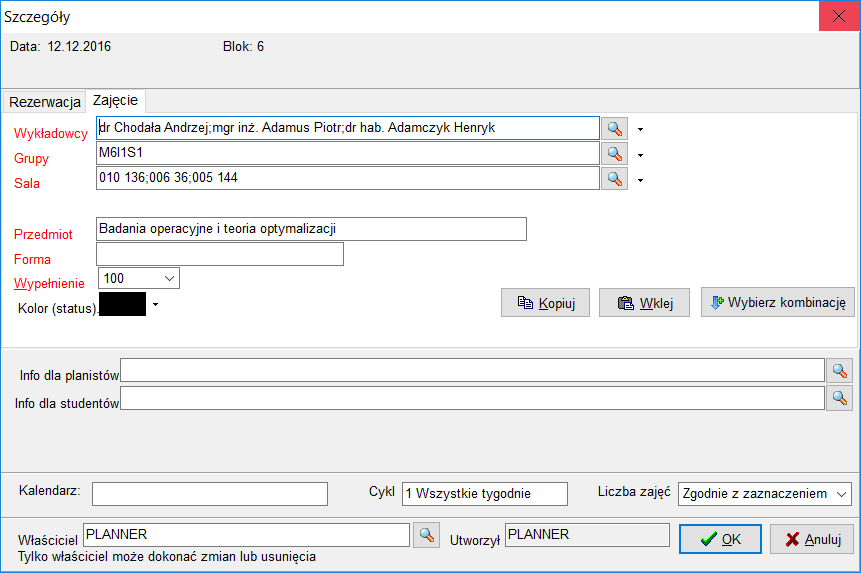 Szczegóły
Data: 12.12.2016 Blok: 6
Rezerwacja Zajęcie
Wykładowcy dr Chodała Andrzej;mgr inż. Adamus Piotr;dr hab. Adamczyk Henryk
Grupy M6I1S1
Sala 010 136;006 36;005 144
Przedmiot Badania operacyjne i teoria optymalizacji
Forma
Wypełnienie 100
Kolor (status). Kopiuj Wklej Wybierz kombinację
Info dla planistów
Info dla studentów
Kalendarz: Cykl 1 Wszystkie tygodnie Liczba zajęć Zgodnie z zaznaczeniem
Właściciel PLANNER Utworzył PLANNER OK Anuluj
Tylko właściciel może dokonać zmian lub usunięcia